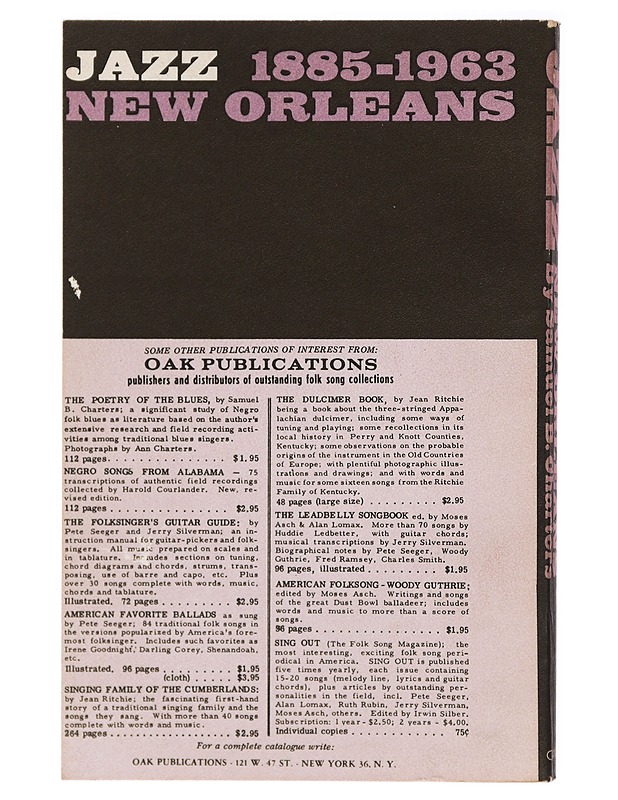 JAZZ 1885-1963
NEW ORLEANS
JAZZ by Samuel B. Charters
SOME OTHER PUBLICATIONS OF INTEREST FROM:
OAK PUBLICATIONS
publishers and distributors of outstanding folk song collections
THE POETRY OF THE BLUES, by Samuel
B. Charters; a significant study of Negro
folk blues as literature based on the author's
extensive research and field recording acti-
vities among traditional blues singers.
Photographs by Ann Charters.
112 pages. . . . . . . . . . . . . . . $1.95
NEGRO SONGS FROM ALABAMA — 75
transcriptions of authentic field recordings
collected by Harold Courlander. New, re-
vised edition.
112 pages . . . . . . . . . . . . . . . $2.95
THE FOLKSINGER'S GUITAR GUIDE: by
Pete Seeger and Jerry Silverman; an in-
struction manual for guitar-pickers and folk-
singers. All music prepared on scales and
in tablature. Includes sections on tuning,
chord diagrams and chords, strums, trans-
posing, use of barre and capo, etc. Plus
over 30 songs complete with words, music,
chords and tablature.
Illustrated, 72 pages . . . . . . . . . $2.95
AMERICAN FAVORITE BALLADS as sung
by Pete Seeger; 84 traditional folk songs in
the versions popularized by America's fore-
most folksinger. Includes such favorites as
Irene Goodnight, Darling Corey, Shenandoah,
etc.
Illustrated, 96 pages . . . . . . . . . $1.95
(cloth) . . . . . $3.95
SINGING FAMILY OF THE CUMBERLANDS:
by Jean Ritchie; the fascinating first-hand
story of a traditional singing family and the
songs they sang. With more than 40 songs
complete with words and music.
264 pages . . . . . . . . . . . . . . . $2.95
THE DULCIMER BOOK, by Jean Ritchie
being a book about the three-stringed Appa-
lachian dulcimer, including some ways of
tuning and playing; some recollections in its
local history in Perry and Knott Counties,
Kentucky; some observations on the probable
origins of the instrument in the Old Countries
of Europe; with plentiful photographic illus-
trations and drawings; and with words and
music for some sixteen songs from the Ritchie
Family of Kentucky.
48 pages (large size) . . . . . . . . . $2.95
THE LEADBELLY SONGBOOK ed. by Moses
Asch & Alan Lomax. More than 70 songs by
Huddie Ledbetter, with guitar chords;
musical transcriptions by Jerry Silverman.
Biographical notes by Pete Seeger, Woody
Guthrie, Fred Ramsey, Charles Smith.
96 pages, illustrated . . . . . . . . . $1.95
AMERICAN FOLKSONG - WOODY GUTHRIE;
edited by Moses Asch. Writings and songs
of the great Dust Bowl balladeer; includes
words and music to more than a score of
songs.
96 pages . . . . . . . . . . . . . . . $1.95
SING OUT (The Folk Song Magazine); the
most interesting, exciting folk song peri-
odical in America. SING OUT is published
five times yearly, each issue containing
15-20 songs (melody line, lyrics and guitar
chords), plus articles by outstanding per-
sonalities in the field, incl. Pete Seeger,
Alan Lomax, Ruth Rubin, Jerry Silverman,
Moses Asch, others. Edited by Irwin Silber.
Subscription: 1 year - $2.50; 2 years - $4.00.
Individual copies . . . . . . . . . . . 75¢
For a complete catalogue write:
OAK PUBLICATIONS - 121 W. 47 ST. - NEW YORK 36, N. Y.